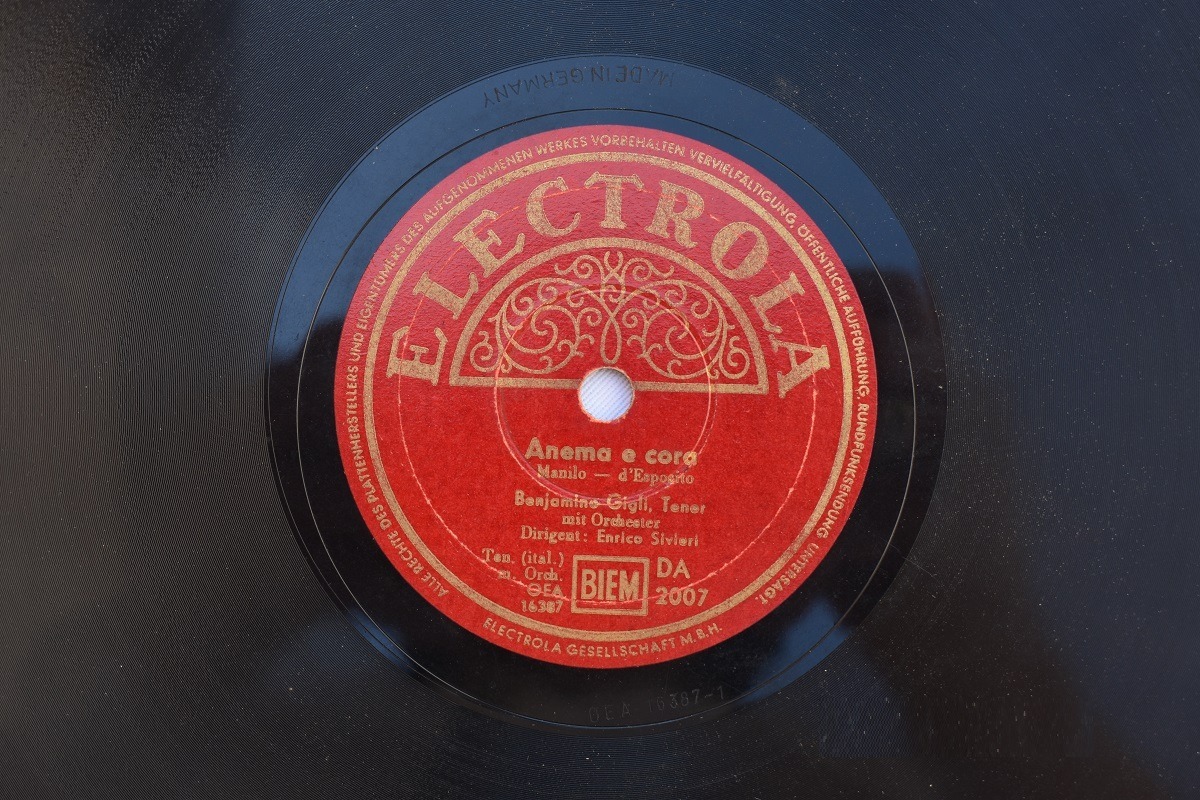 MADE IN GERMANY
ALLE RECHTE DES PLATTENHERSTELLERS UND EIGENTÜMERS DES AUFGENOMMENEN WERKES VORBEHALTEN. VERVIELFÄLTIGUNG, ÖFFENTLICHE AUFFÜHRUNG, RUNDFUNKSENDUNG UNTERSAGT.
ELECTROLA
Anema e cora
Manilo — d'Esposito
Benjamino Gigli, Tenor
mit Orchester
Dirigent: Enrico Sivieri
Ten. (ital.)
m. Orch.
OEA
16387
BIEM
DA
2007
ELECTROLA GESELLSCHAFT M.B.H.
OEA 16387-1